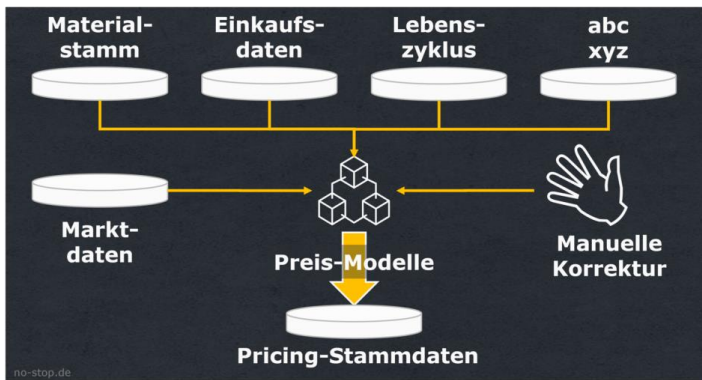 Material-
stamm
Einkaufs-
daten
Lebens-
zyklus
abc
xyz
Markt-
daten
Preis-Modelle
Manuelle
Korrektur
Pricing-Stammdaten
no-stop.de